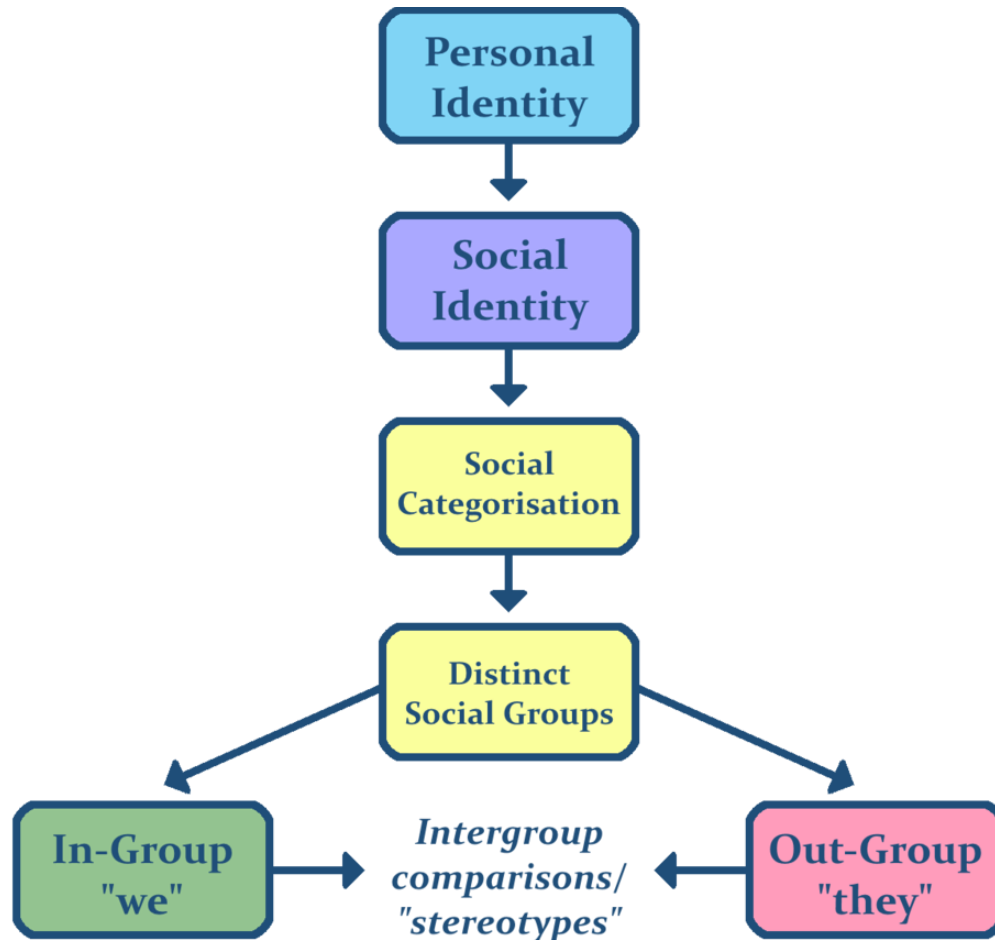 Personal
Identity
Social
Identity
Social
Categorisation
Distinct
Social Groups
In-Group
"we"
Intergroup
comparisons/
"stereotypes"
Out-Group
"they"